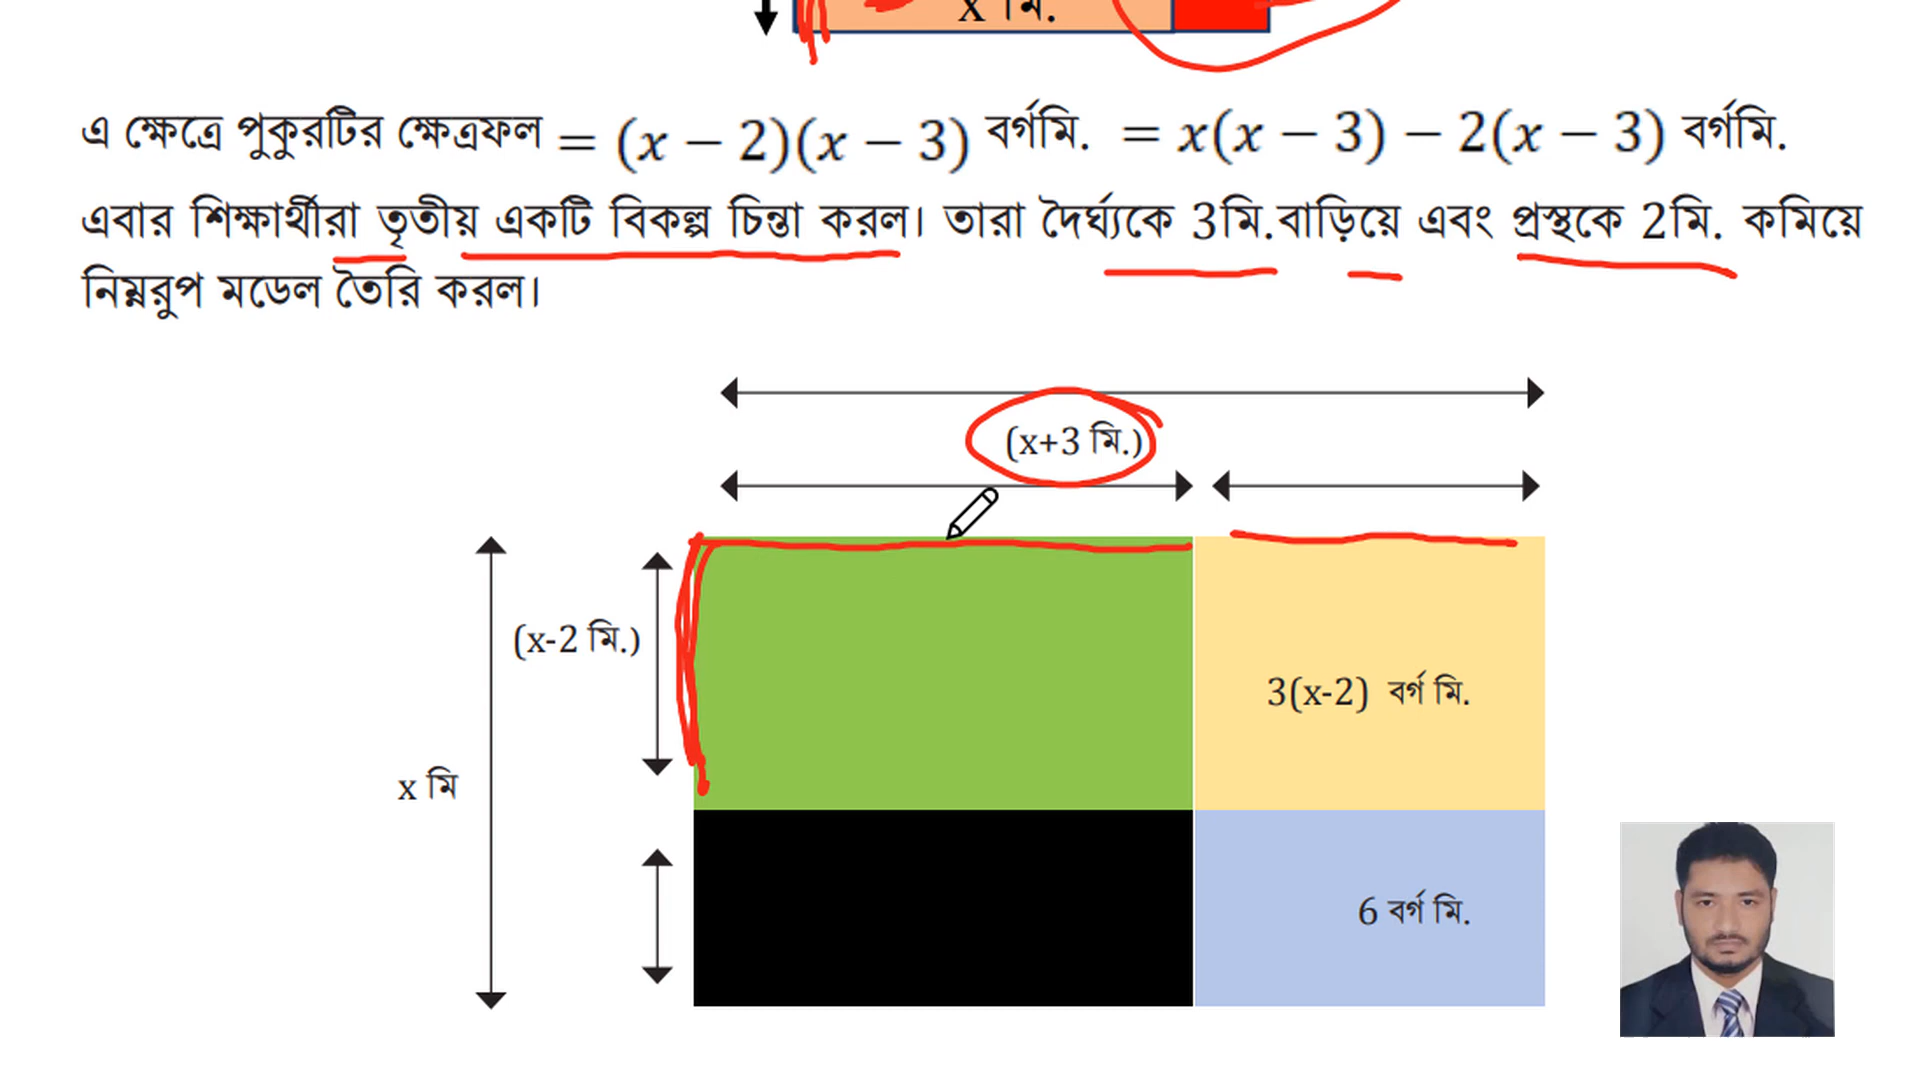 x মি.
এ ক্ষেত্রে পুকুরটির ক্ষেত্রফল = (x − 2)(x − 3) বর্গমি. = x(x − 3) − 2(x − 3) বর্গমি.
এবার শিক্ষার্থীরা তৃতীয় একটি বিকল্প চিন্তা করল। তারা দৈর্ঘ্যকে 3মি.বাড়িয়ে এবং প্রস্থকে 2মি. কমিয়ে
নিম্নরুপ মডেল তৈরি করল।
(x+3 মি.)
(x-2 মি.)
3(x-2) বর্গ মি.
x মি
6 বর্গ মি.